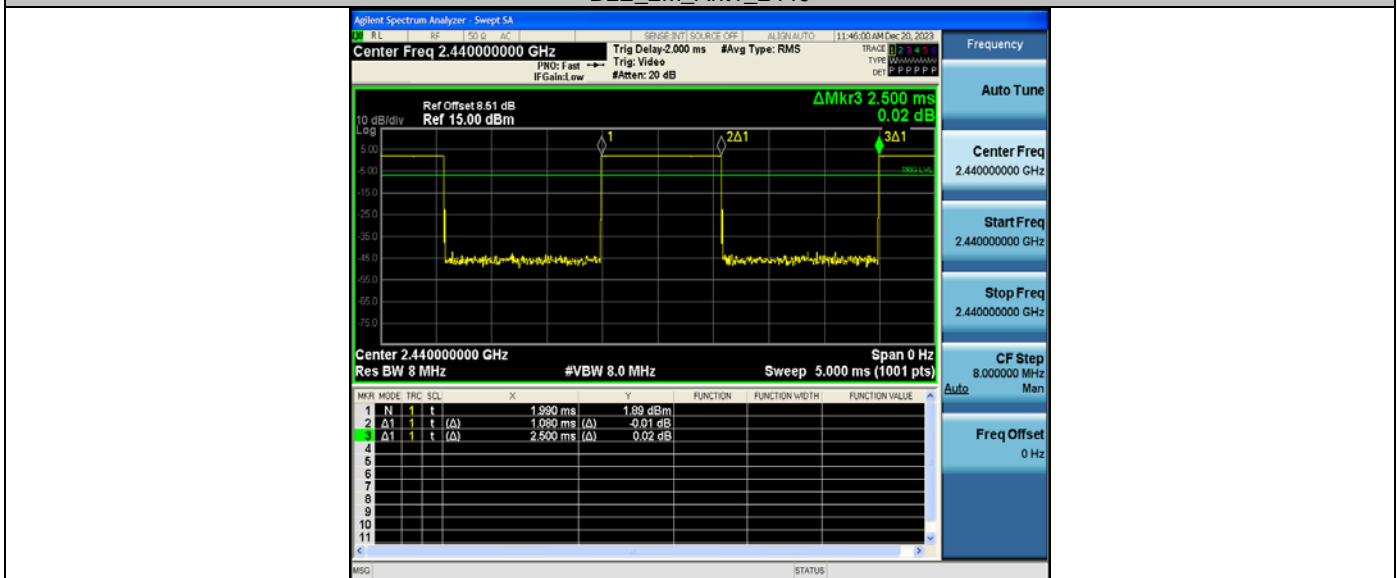 Agilent Spectrum Analyzer - Swept SA
RL RF 50 Ω AC SENSE:INT SOURCE OFF ALIGN AUTO 11:46:00 AM Dec 20, 2023
Center Freq 2.440000000 GHz
PNO: Fast
IFGain:Low
Trig Delay-2.000 ms #Avg Type: RMS
Trig: Video
#Atten: 20 dB
TRACE 1 2 3 4 5 6
TYPE
DET P P P P P P
Frequency
ΔMkr3 2.500 ms
0.02 dB
Ref Offset 8.51 dB
10 dB/div Ref 15.00 dBm
Log
1 2Δ1 3Δ1
5.00
-5.00
TRIG LVL
-15.0
-25.0
-35.0
-45.0
-55.0
-65.0
-75.0
Center 2.440000000 GHz Span 0 Hz
Res BW 8 MHz #VBW 8.0 MHz Sweep 5.000 ms (1001 pts)
MKR MODE TRC SCL X Y FUNCTION FUNCTION WIDTH FUNCTION VALUE
1 N 1 t 1.990 ms 1.89 dBm
2 Δ1 1 t (Δ) 1.080 ms (Δ) -0.01 dB
3 Δ1 1 t (Δ) 2.500 ms (Δ) 0.02 dB
4
5
6
7
8
9
10
11
MSG STATUS
Auto Tune
Center Freq
2.440000000 GHz
Start Freq
2.440000000 GHz
Stop Freq
2.440000000 GHz
CF Step
8.000000 MHz
Auto Man
Freq Offset
0 Hz